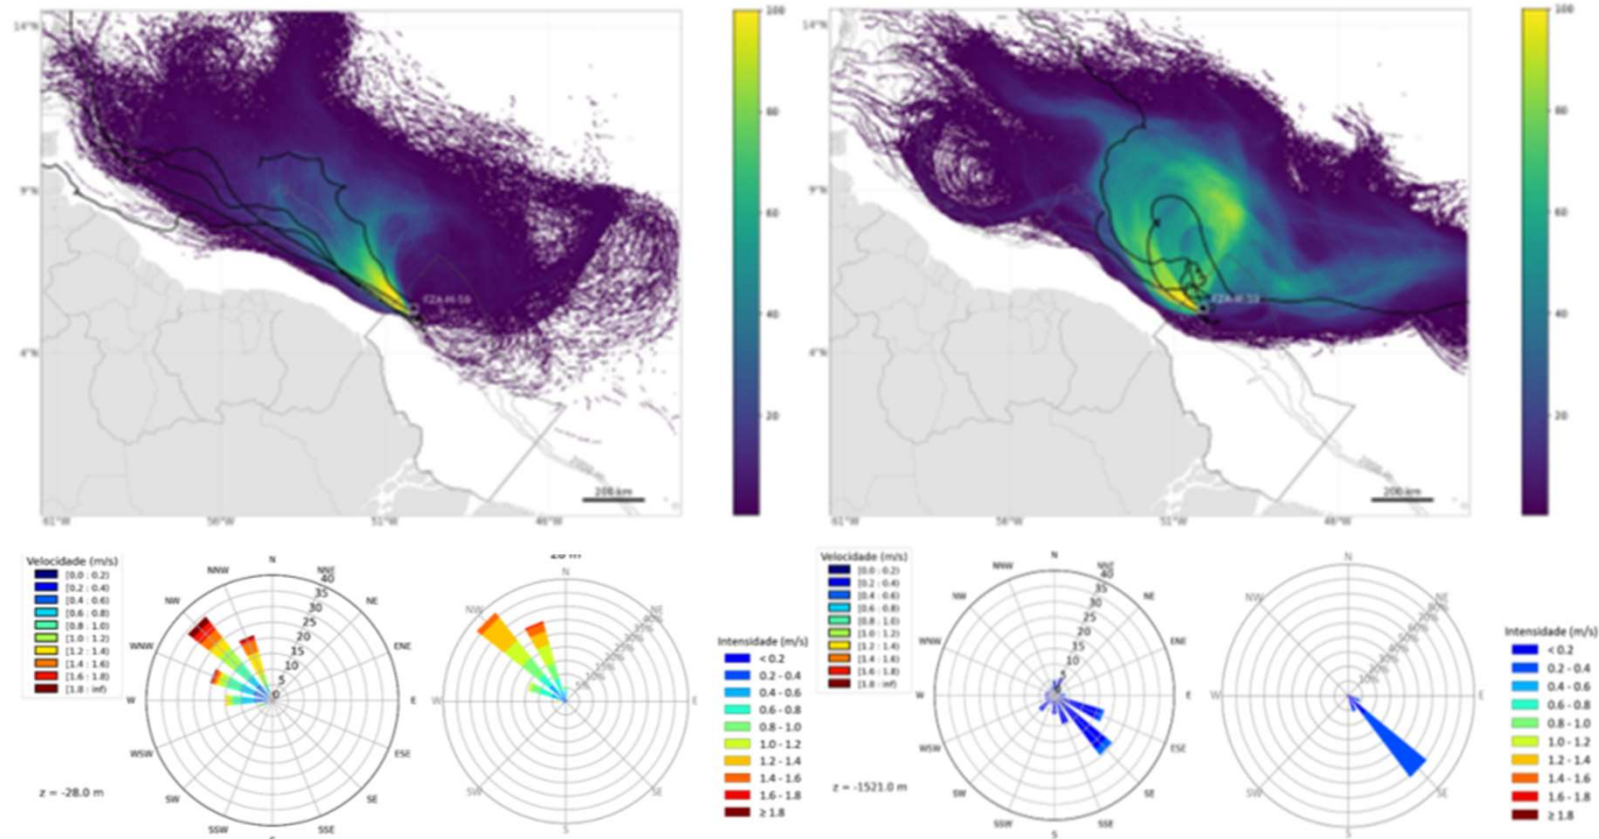 14°N
9°N
4°N
61°W
56°W
51°W
46°W
FZA-M-59
200 km
100
80
60
40
20
14°N
9°N
4°N
61°W
56°W
51°W
46°W
FZA-M-59
200 km
100
80
60
40
20
Velocidade (m/s)
[0.0 : 0.2)
[0.2 : 0.4)
[0.4 : 0.6)
[0.6 : 0.8)
[0.8 : 1.0)
[1.0 : 1.2)
[1.2 : 1.4)
[1.4 : 1.6)
[1.6 : 1.8)
[1.8 : inf)
z = -28.0 m
N
NNE
NE
ENE
E
ESE
SE
SSE
SSW
SW
WSW
W
WNW
NW
NNW
40
35
30
25
20
15
10
5
0
N
NE
E
SE
S
SW
W
NW
Intensidade (m/s)
< 0.2
0.2 - 0.4
0.4 - 0.6
0.6 - 0.8
0.8 - 1.0
1.0 - 1.2
1.2 - 1.4
1.4 - 1.6
1.6 - 1.8
≥ 1.8
Velocidade (m/s)
[0.0 : 0.2)
[0.2 : 0.4)
[0.4 : 0.6)
[0.6 : 0.8)
[0.8 : 1.0)
[1.0 : 1.2)
[1.2 : 1.4)
[1.4 : 1.6)
[1.6 : 1.8)
[1.8 : inf)
z = -1521.0 m
N
NNE
NE
ENE
E
ESE
SE
SSE
S
SSW
SW
WSW
W
WNW
NW
NNW
40
35
30
25
20
15
10
N
NE
E
SE
S
SW
W
NW
Intensidade (m/s)
< 0.2
0.2 - 0.4
0.4 - 0.6
0.6 - 0.8
0.8 - 1.0
1.0 - 1.2
1.2 - 1.4
1.4 - 1.6
1.6 - 1.8
≥ 1.8